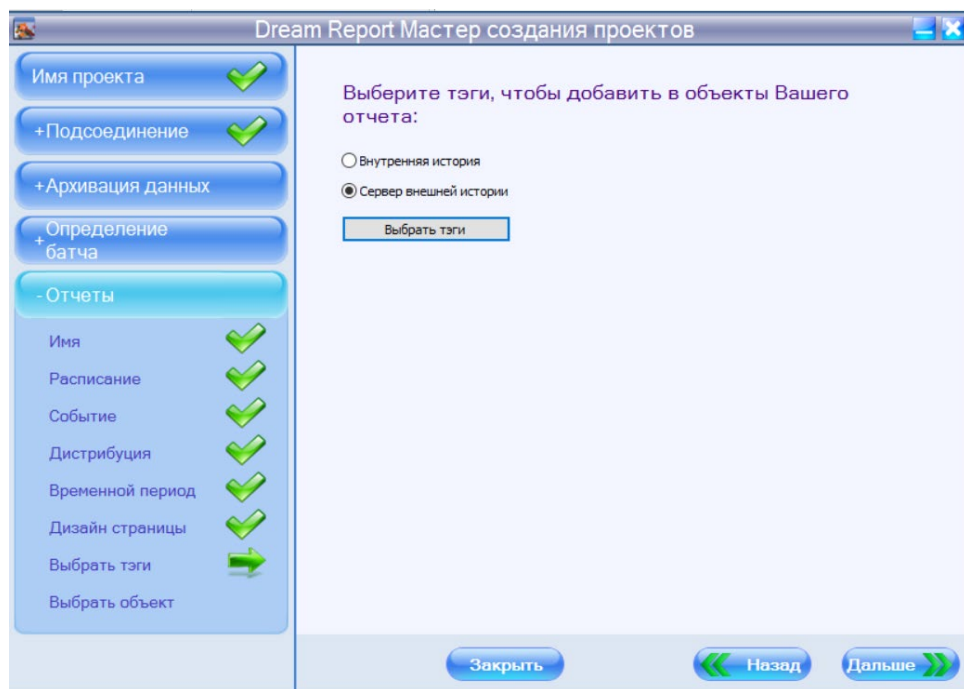 Dream Report Мастер создания проектов
Имя проекта
+Подсоединение
+Архивация данных
+Определение
батча
- Отчеты
Имя
Расписание
Событие
Дистрибуция
Временной период
Дизайн страницы
Выбрать тэги
Выбрать объект
Выберите тэги, чтобы добавить в объекты Вашего
отчета:
Внутренняя история
Сервер внешней истории
Выбрать тэги
Закрыть
Назад
Дальше